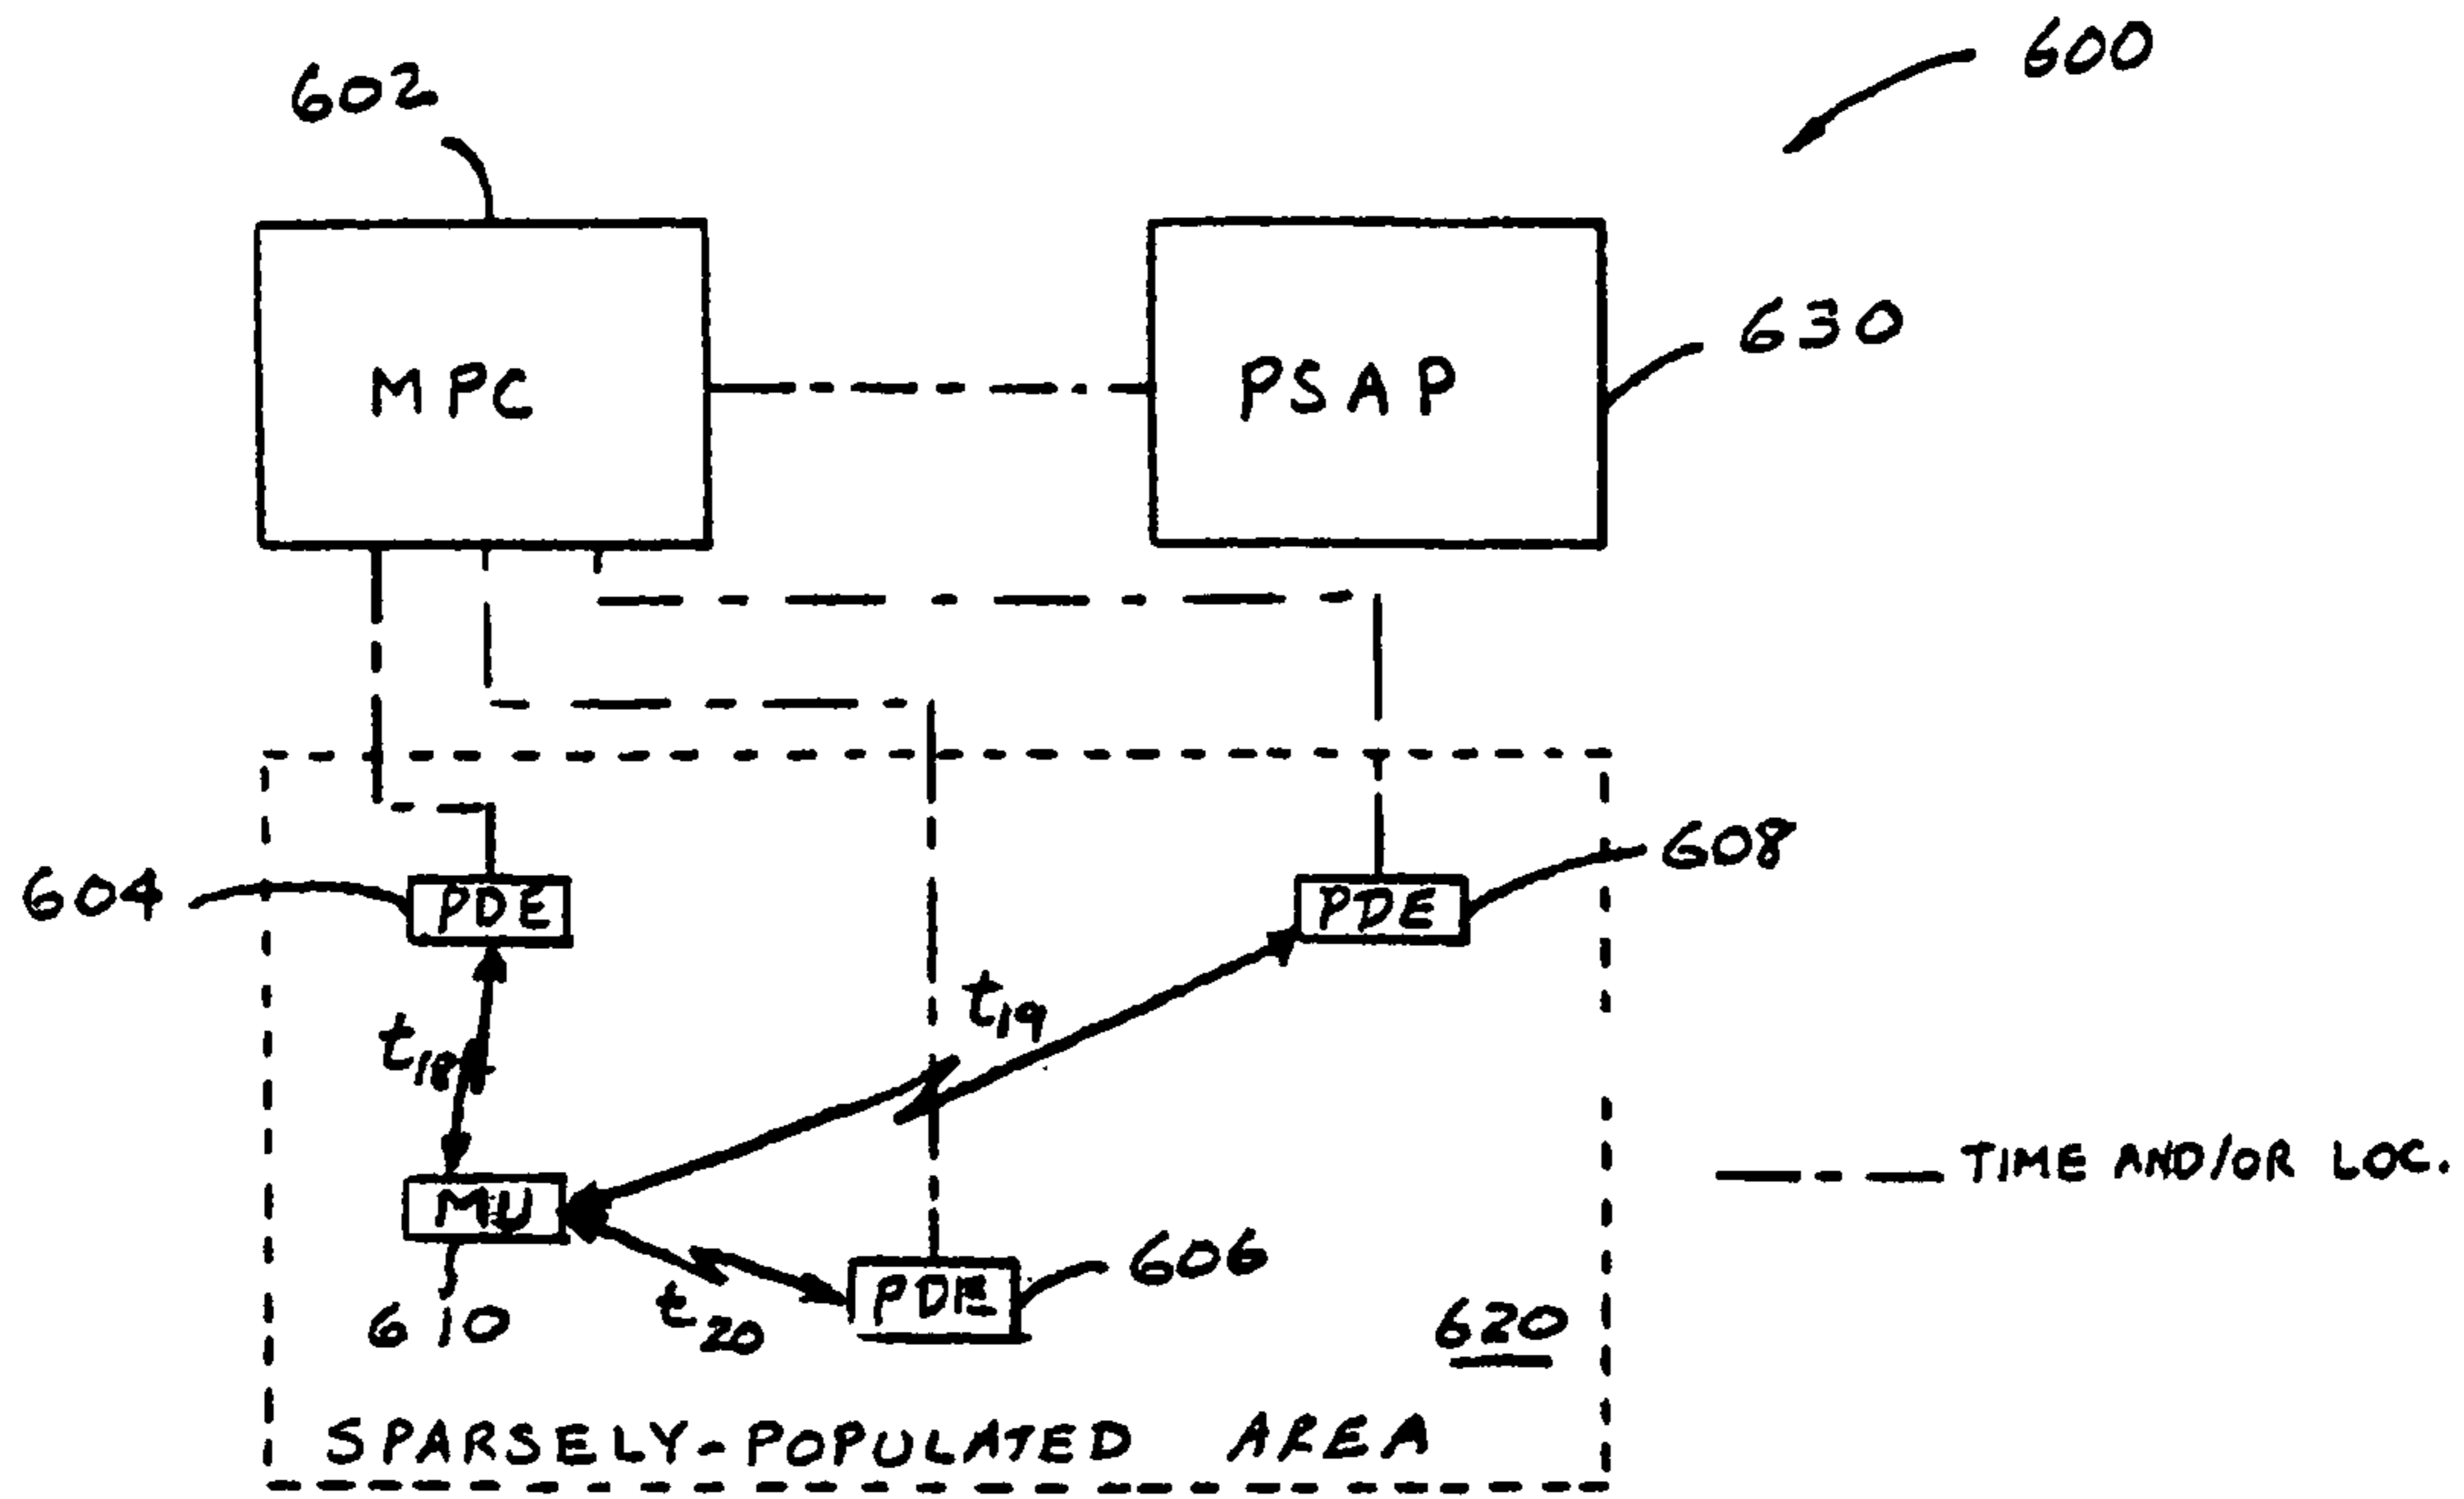 600
602
MPC
PSAP
630
604
PDE
PDE
608
t19
t18
MU
610
t20
PDE
606
620
TIME AND/OR LOC.
SPARSELY-POPULATED AREA